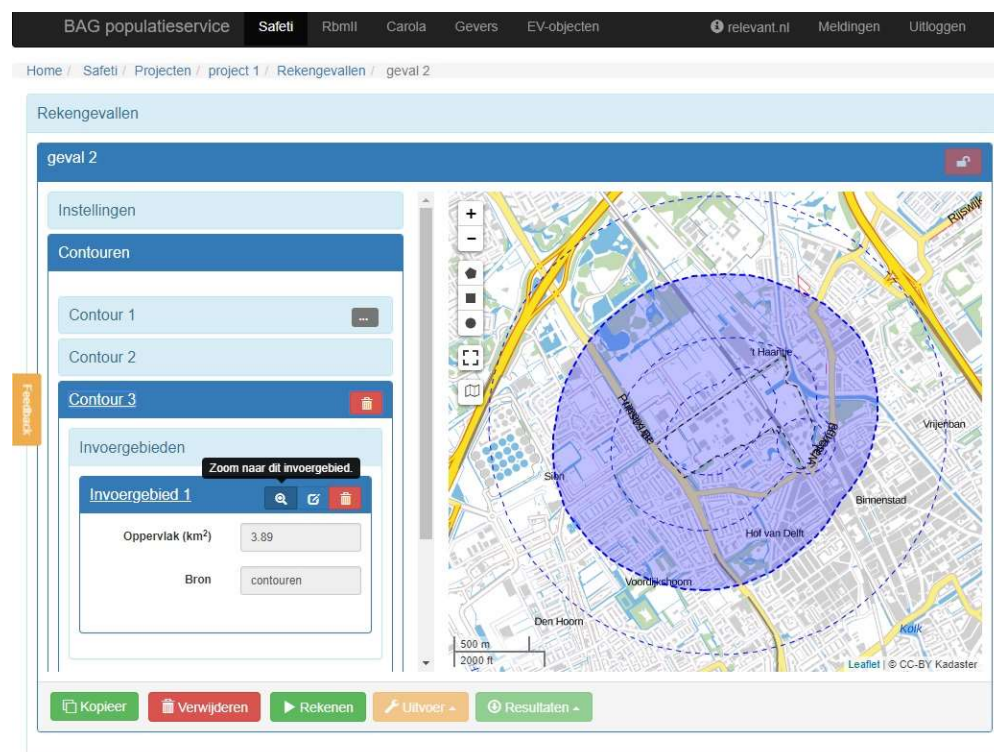 BAG populatieservice Safeti RbmII Carola Gevers EV-objecten relevant.nl Meldingen Uitloggen
Home / Safeti / Projecten / project 1 / Rekengevallen / geval 2
Rekengevallen
geval 2
Instellingen
Contouren
Contour 1 ...
Contour 2
Contour 3
Invoergebieden
Zoom naar dit invoergebied.
Invoergebied 1
Oppervlak (km²) 3.89
Bron contouren
Feedback
+
−
Rijswijk
't Haantje
Vrijenban
Sion
Binnenstad
Hof van Delft
Voordijkshoorn
Den Hoorn
Kolk
500 m
2000 ft
Leaflet | © CC-BY Kadaster
Kopieer Verwijderen Rekenen Uitvoer Resultaten